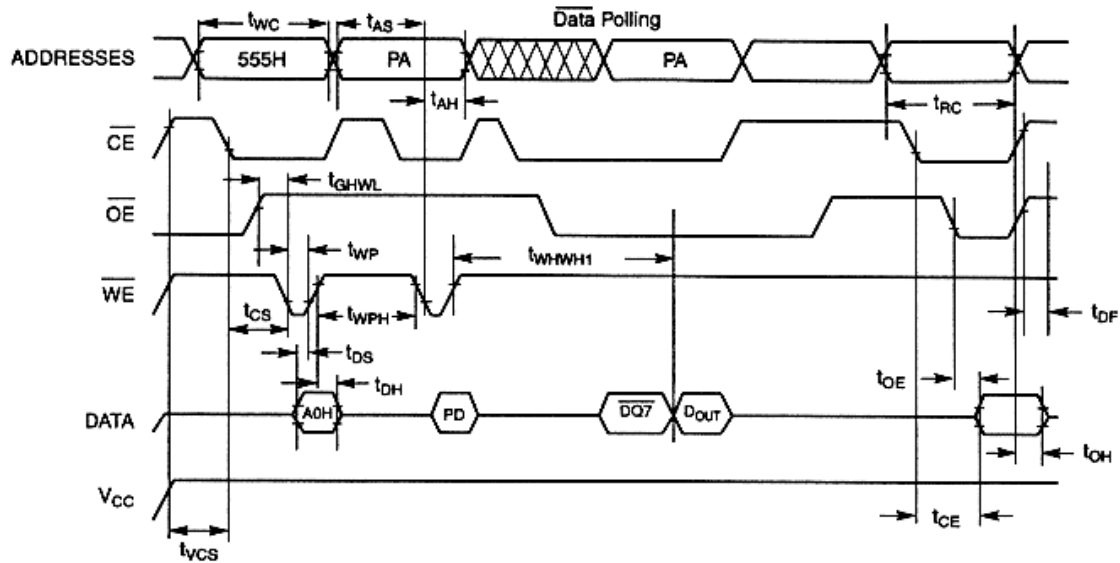 Data Polling
tWC
tAS
ADDRESSES
555H
PA
PA
tAH
tRC
CE
tGHWL
OE
tWP
tWHWH1
WE
tCS
tWPH
tDF
tDS
tOE
tDH
DATA
A0H
PD
DQ7
DOUT
tOH
VCC
tCE
tVCS